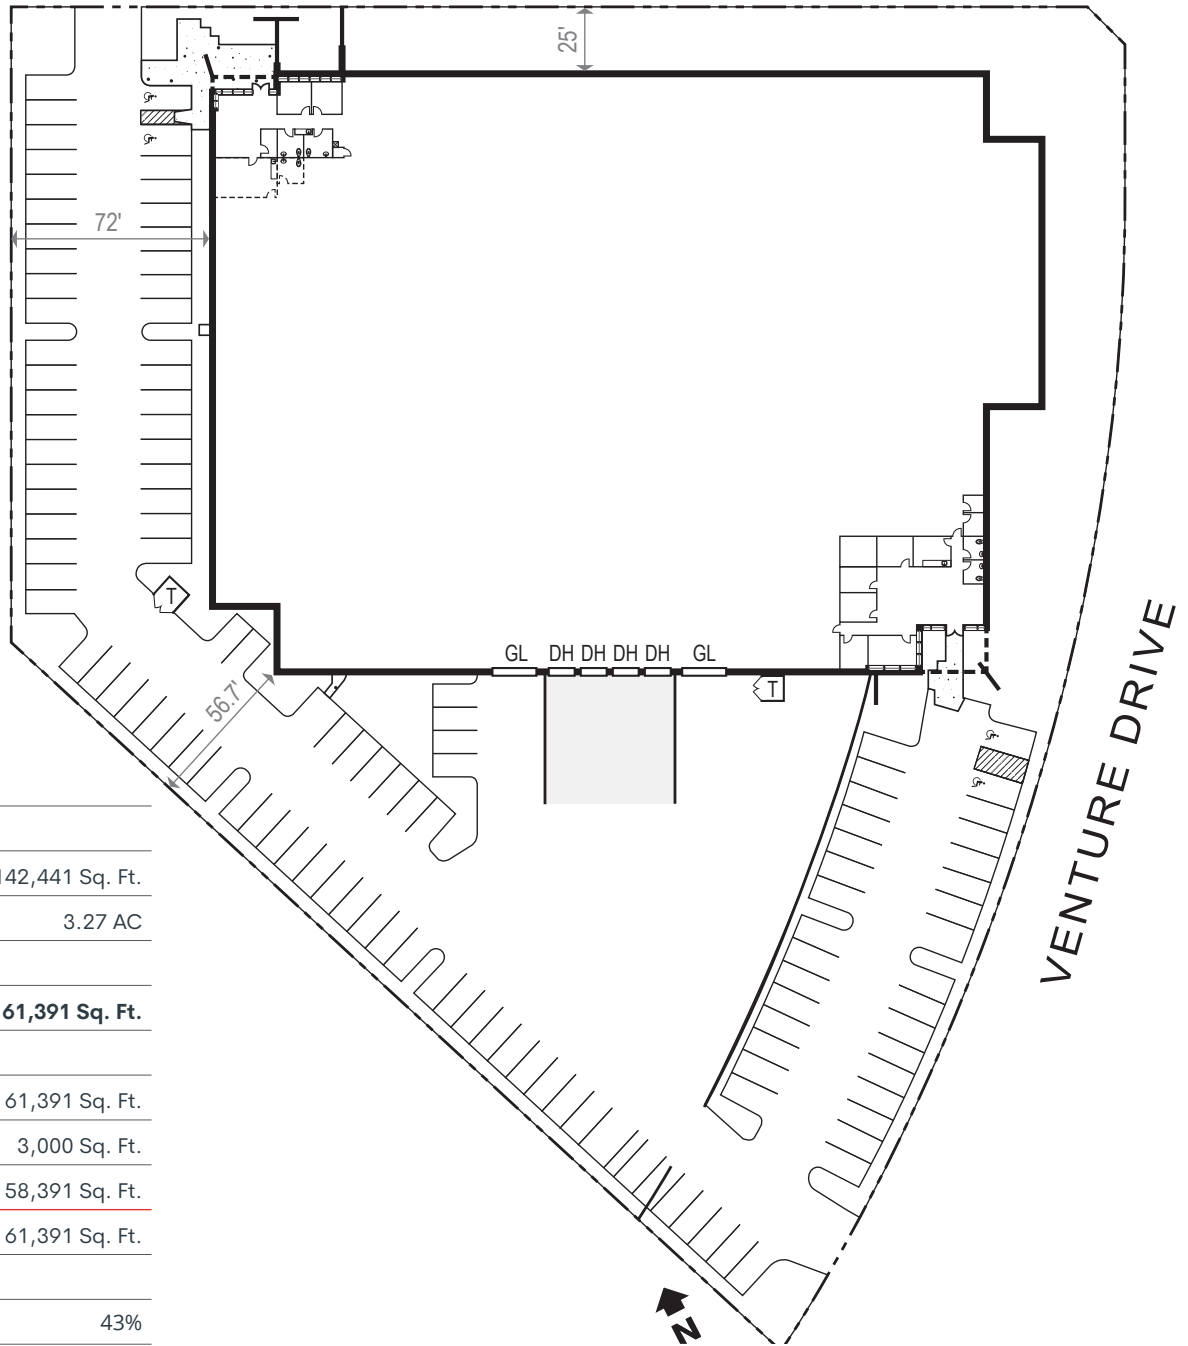 25'
72'
GL DH DH DH DH GL
T
T
56.7'
VENTURE DRIVE
142,441 Sq. Ft.
3.27 AC
61,391 Sq. Ft.
61,391 Sq. Ft.
3,000 Sq. Ft.
58,391 Sq. Ft.
61,391 Sq. Ft.
43%
N